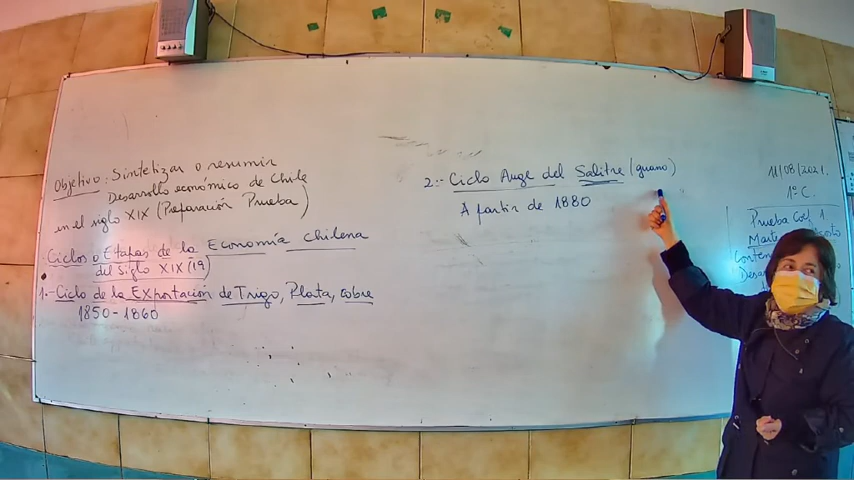 Objetivo: Sintetizar o resumir
Desarrollo económico de Chile
en el siglo XIX (Preparación Prueba)
Ciclos o Etapas de la Economía Chilena
del Siglo XIX (19)
1.- Ciclo de la Exportación de Trigo, Plata, cobre
1850-1860
2.- Ciclo Auge del Salitre (guano)
A partir de 1880
11/08/2021.
1º C.
Prueba Coef 1